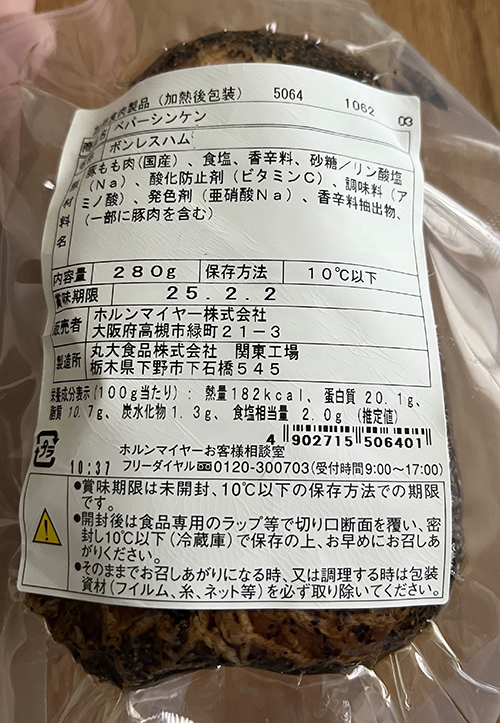 食肉製品 (加熱後包装) 5064 1062 03
ペパーシンケン
ボンレスハム
原材料名
豚もも肉(国産)、食塩、香辛料、砂糖/リン酸塩
(Na)、酸化防止剤(ビタミンC)、調味料(ア
ミノ酸)、発色剤(亜硝酸Na)、香辛料抽出物、
(一部に豚肉を含む)
内容量 280g 保存方法 10℃以下
賞味期限 25.2.2
販売者 ホルンマイヤー株式会社
大阪府高槻市緑町21-3
製造所 丸大食品株式会社 関東工場
栃木県下野市下石橋545
栄養成分表示(100g当たり): 熱量182kcal、蛋白質20.1g、
脂質10.7g、炭水化物1.3g、食塩相当量 2.0g (推定値)
4 902715 506401
プラ
10:37
ホルンマイヤーお客様相談室
フリーダイヤル0120-300703(受付時間9:00~17:00)
●賞味期限は未開封、10℃以下の保存方法での期限
です。
●開封後は食品専用のラップ等で切り口断面を覆い、密
封し10℃以下(冷蔵庫)で保存の上、お早めにお召しあ
がりください。
●そのままでお召しあがりになる時、又は調理する時は包装
資材(フイルム、糸、ネット等)を必ず取り除いてください。